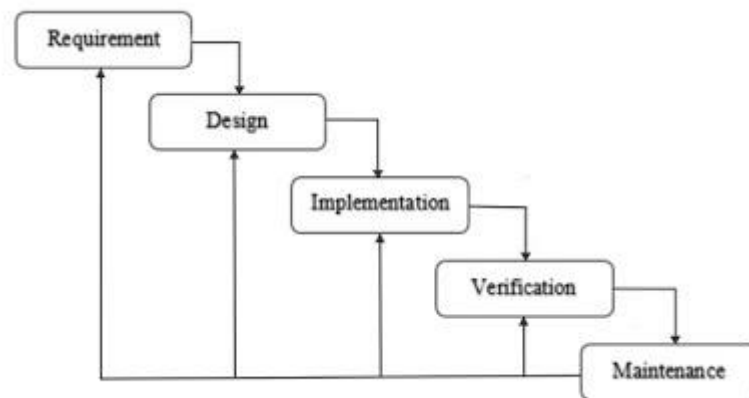 Requirement
Design
Implementation
Verification
Maintenance